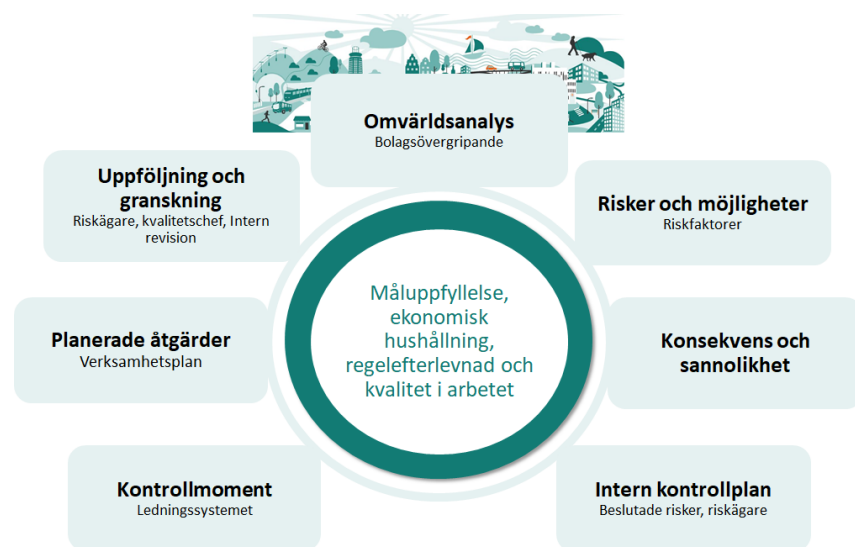 Omvärldsanalys
Bolagsövergripande
Risker och möjligheter
Riskfaktorer
Konsekvens och
sannolikhet
Intern kontrollplan
Beslutade risker, riskägare
Kontrollmoment
Ledningssystemet
Planerade åtgärder
Verksamhetsplan
Uppföljning och
granskning
Riskägare, kvalitetschef, Intern
revision
Måluppfyllelse,
ekonomisk
hushållning,
regelefterlevnad och
kvalitet i arbetet